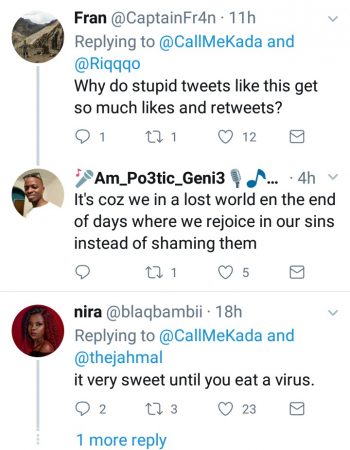 Fran @CaptainFr4n · 11h
Replying to @CallMeKada and
@Riqqqo
Why do stupid tweets like this get
so much likes and retweets?
1 1 12
🎤Am_Po3tic_Geni3🎙🎵... · 4h
It's coz we in a lost world en the end
of days where we rejoice in our sins
instead of shaming them
1 5
nira @blaqbambii · 18h
Replying to @CallMeKada and
@thejahmal
it very sweet until you eat a virus.
2 3 23
1 more reply